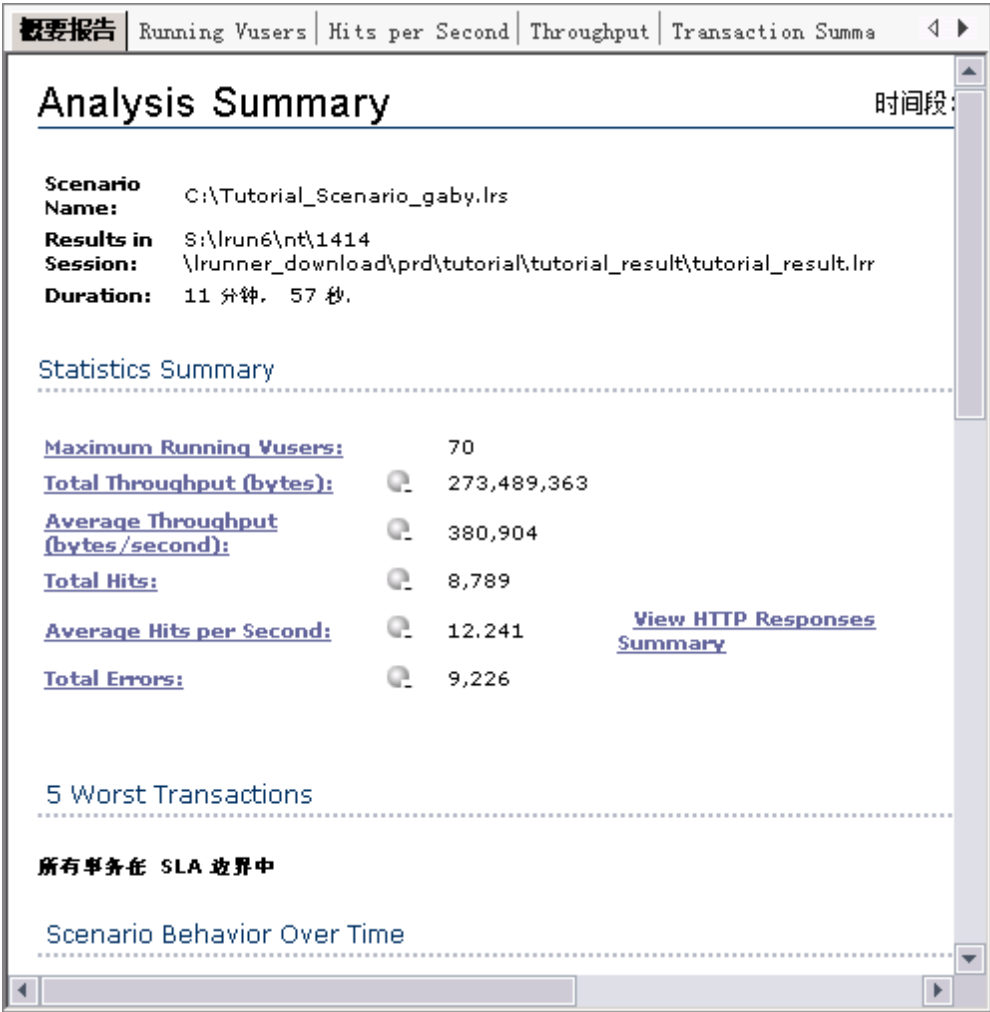 概要报告 Running Vusers Hits per Second Throughput Transaction Summa
Analysis Summary 时间段:
Scenario Name: C:\Tutorial_Scenario_gaby.lrs
Results in Session: S:\lrun6\nt\1414
\lrunner_download\prd\tutorial\tutorial_result\tutorial_result.lrr
Duration: 11 分钟， 57 秒.
Statistics Summary
Maximum Running Vusers: 70
Total Throughput (bytes): 273,489,363
Average Throughput
(bytes/second): 380,904
Total Hits: 8,789
Average Hits per Second: 12.241 View HTTP Responses
Summary
Total Errors: 9,226
5 Worst Transactions
所有事务在 SLA 边界中
Scenario Behavior Over Time